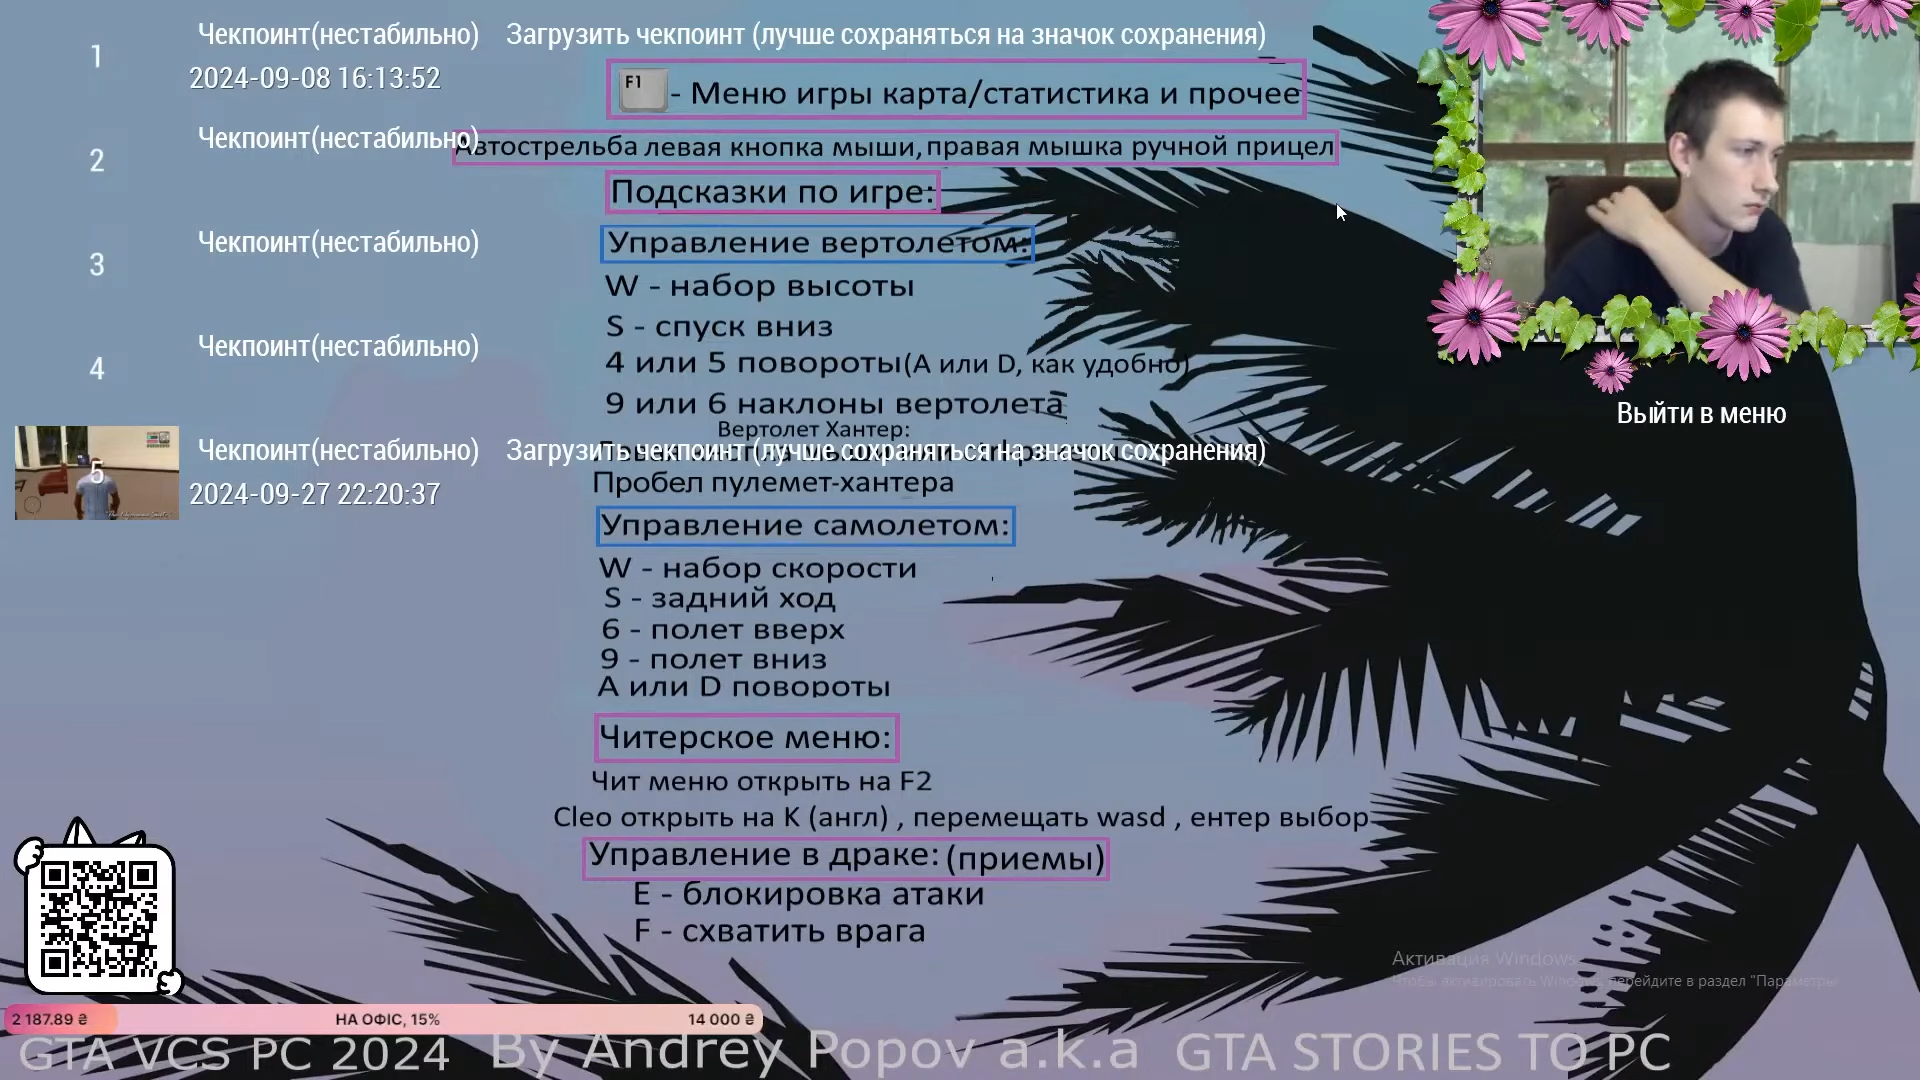 1
Чекпоинт(нестабильно) Загрузить чекпоинт (лучше сохраняться на значок сохранения)
2024-09-08 16:13:52
F1 - Меню игры карта/статистика и прочее
2
Чекпоинт(нестабильно)
Автострельба левая кнопка мыши, правая мышка ручной прицел
Подсказки по игре:
3
Чекпоинт(нестабильно)
Управление вертолетом:
W - набор высоты
S - спуск вниз
4
Чекпоинт(нестабильно)
4 или 5 повороты(А или D, как удобно)
9 или 6 наклоны вертолета
Выйти в меню
Вертолет Хантер:
5
Чекпоинт(нестабильно) Загрузить чекпоинт (лучше сохраняться на значок сохранения)
2024-09-27 22:20:37
Пробел пулемет-хантера
Управление самолетом:
W - набор скорости
S - задний ход
6 - полет вверх
9 - полет вниз
A или D повороты
Читерское меню:
Чит меню открыть на F2
Cleo открыть на K (англ) , перемещать wasd , ентер выбор
Управление в драке: (приемы)
E - блокировка атаки
F - схватить врага
Активация Windows
Чтобы активировать Windows, перейдите в раздел "Параметры
2 187.89 ₴ НА ОФІС, 15% 14 000 ₴
GTA VCS PC 2024 By Andrey Popov a.k.a GTA STORIES TO PC